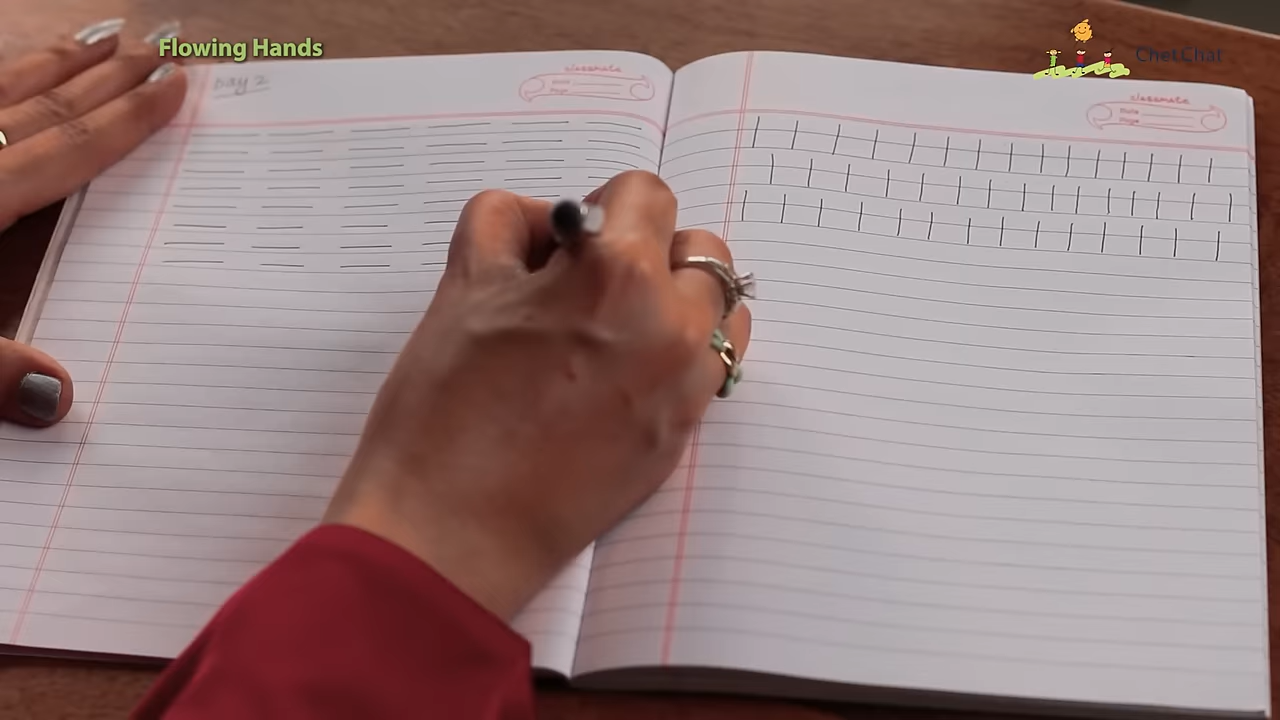 Flowing Hands
ChetChat
Day 2
classmate
Date
Page
classmate
Date
Page